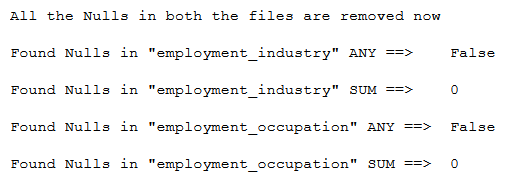 All the Nulls in both the files are removed now
Found Nulls in "employment_industry" ANY ==> False
Found Nulls in "employment_industry" SUM ==> 0
Found Nulls in "employment_occupation" ANY ==> False
Found Nulls in "employment_occupation" SUM ==> 0